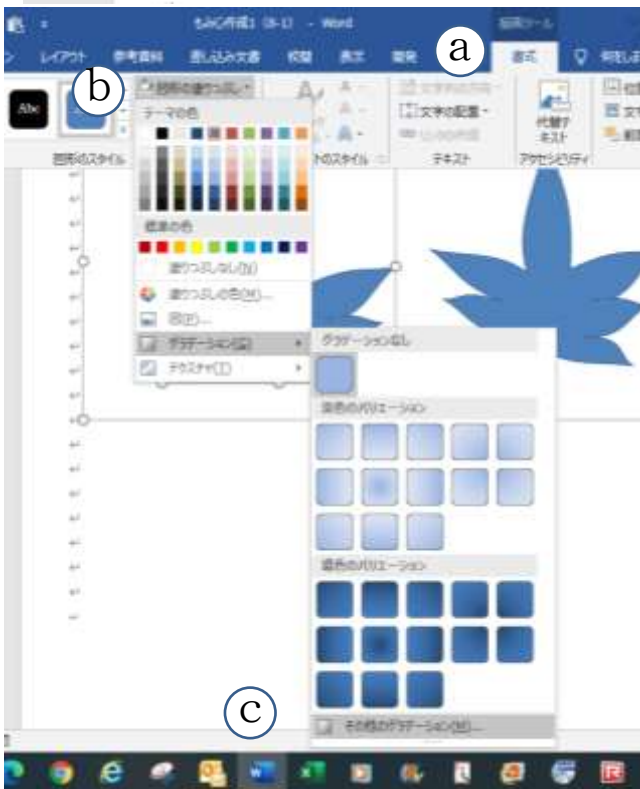 もみじ作成1 (8-1) - Word
描画ツール
レイアウト 参考資料 差し込み文書 校閲 表示 開発 書式
a
b
Abc
図形の塗りつぶし
文字の配置
代替テキスト
図形のスタイル
テキスト
アクセシビリティ
テーマの色
標準の色
塗りつぶしなし(N)
塗りつぶしの色(M)...
図(P)...
グラデーション(G)
テクスチャ(T)
グラデーションなし
淡色のバリエーション
濃色のバリエーション
c
その他のグラデーション(M)...